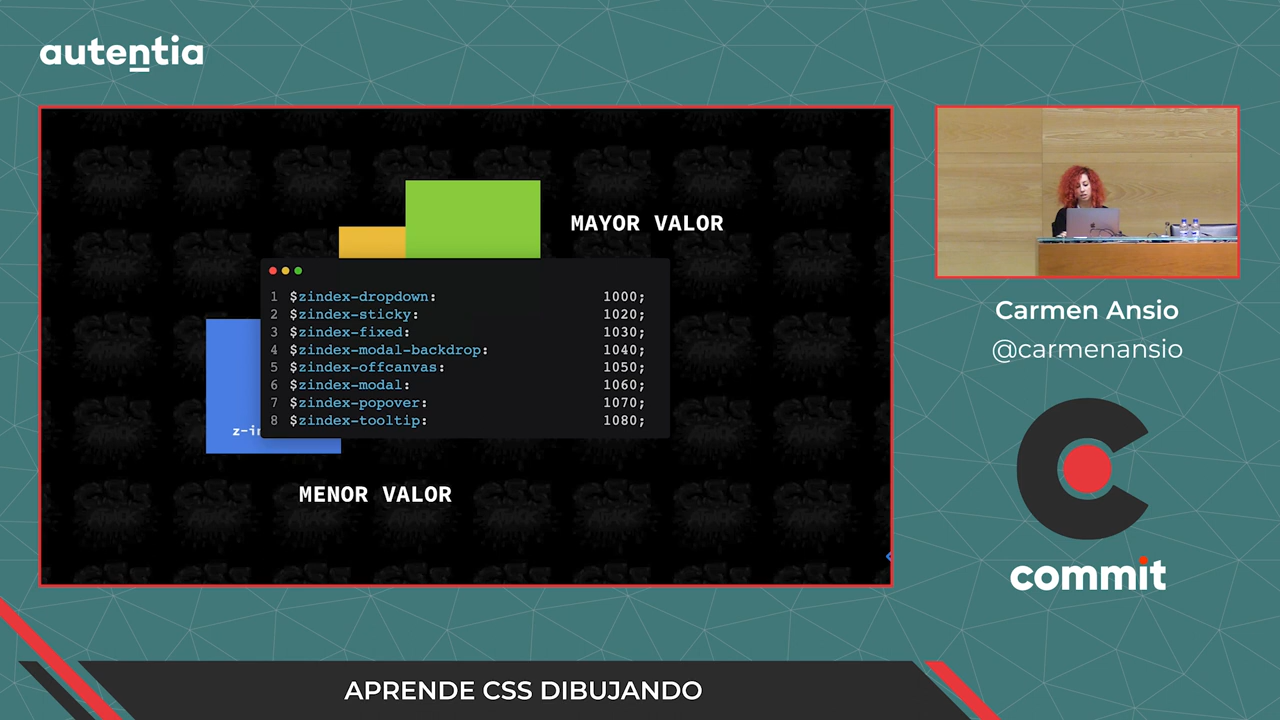 autentia
MAYOR VALOR
1 $zindex-dropdown: 1000;
2 $zindex-sticky: 1020;
3 $zindex-fixed: 1030;
4 $zindex-modal-backdrop: 1040;
5 $zindex-offcanvas: 1050;
6 $zindex-modal: 1060;
7 $zindex-popover: 1070;
8 $zindex-tooltip: 1080;
MENOR VALOR
Carmen Ansio
@carmenansio
commit
APRENDE CSS DIBUJANDO